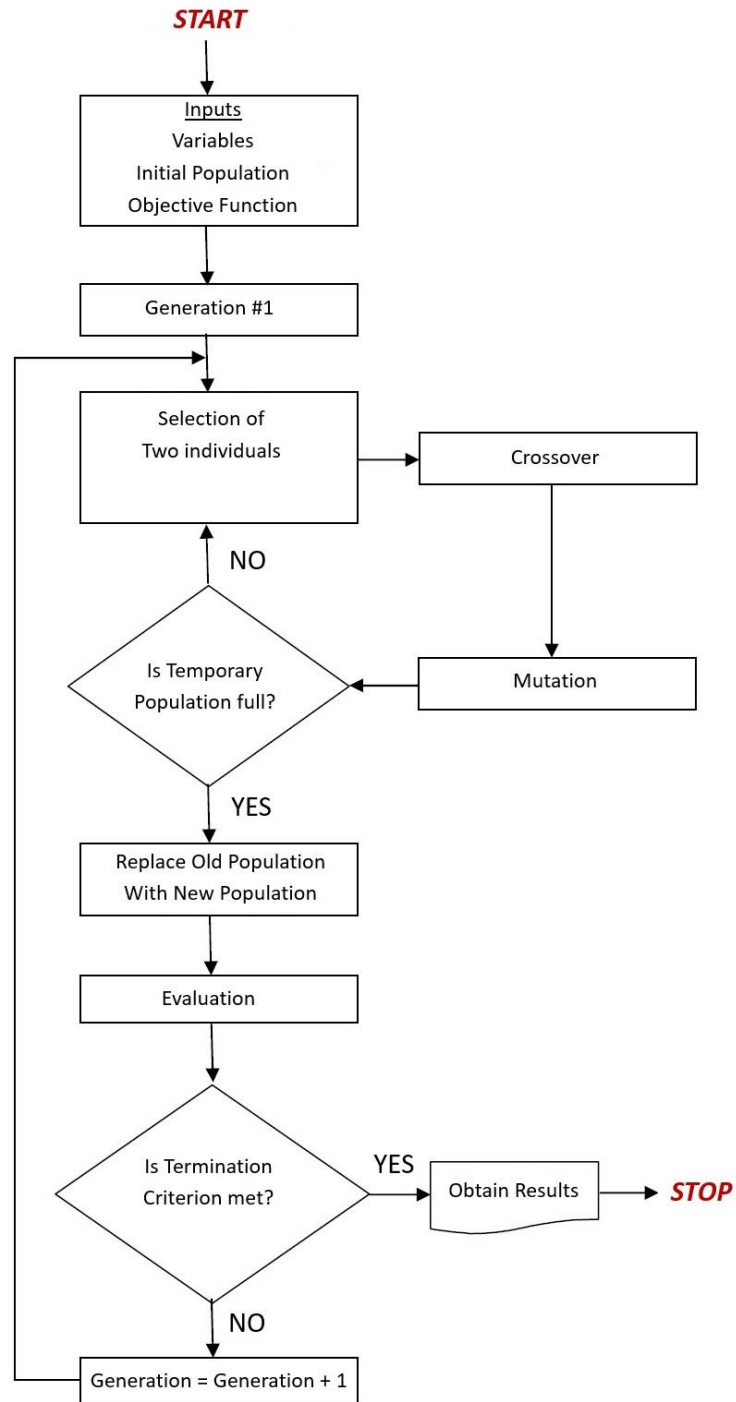 START
Inputs
Variables
Initial Population
Objective Function
Generation #1
Selection of
Two individuals
Crossover
NO
Is Temporary
Population full?
Mutation
YES
Replace Old Population
With New Population
Evaluation
Is Termination
Criterion met?
YES
Obtain Results
STOP
NO
Generation = Generation + 1